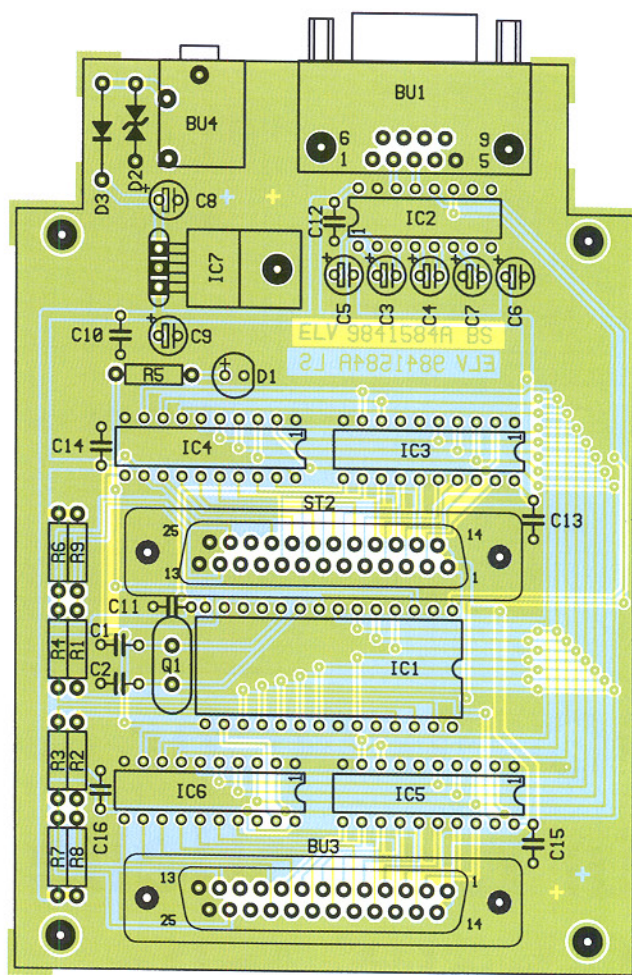 BU1
BU4
6 9
1 5
D3 D2
C8
C12
1
IC2
IC7
C5 C3 C4 C7 C6
C10
C9
ELV 9841584A BS
ELV 9841584A LS
R5
D1
C14
IC4 1
IC3 1
ST2
25 14
13 1
C13
R6 R9
C11
R4 R1
C1
C2
Q1
IC1
R3 R2
IC6 1
IC5 1
C16
C15
R7 R8
BU3
13 1
25 14